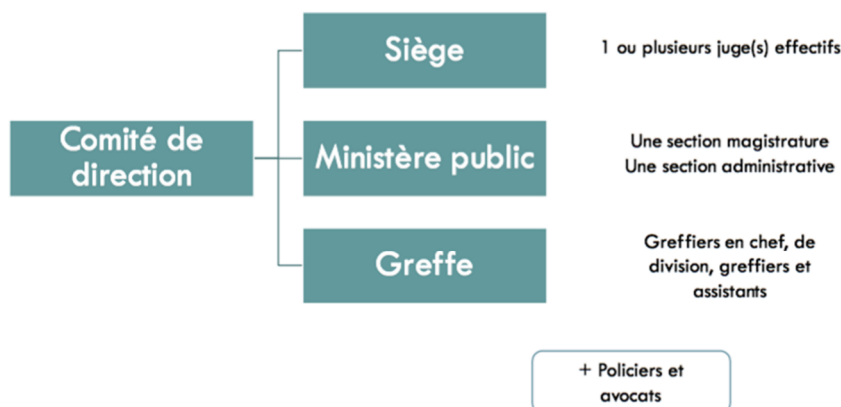 Siège
1 ou plusieurs juge(s) effectifs
Comité de
direction
Ministère public
Une section magistrature
Une section administrative
Greffe
Greffiers en chef, de
division, greffiers et
assistants
+ Policiers et
avocats